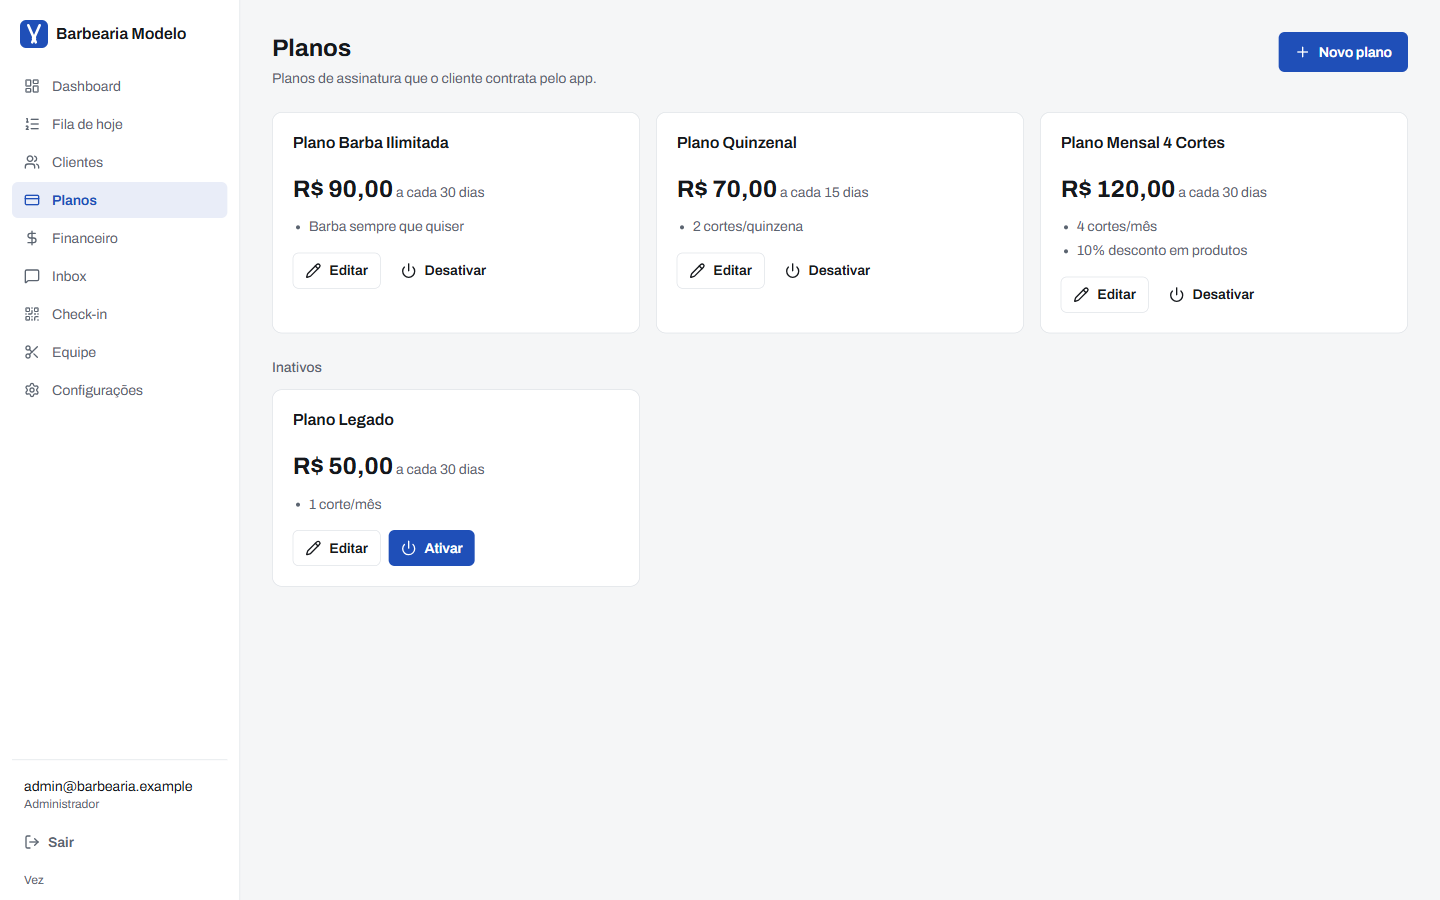 Barbearia Modelo
Dashboard
Fila de hoje
Clientes
Planos
Financeiro
Inbox
Check-in
Equipe
Configurações
admin@barbearia.example
Administrador
Sair
Vez
Planos
Planos de assinatura que o cliente contrata pelo app.
Novo plano
Plano Barba Ilimitada
R$ 90,00 a cada 30 dias
• Barba sempre que quiser
Editar Desativar
Plano Quinzenal
R$ 70,00 a cada 15 dias
• 2 cortes/quinzena
Editar Desativar
Plano Mensal 4 Cortes
R$ 120,00 a cada 30 dias
• 4 cortes/mês
• 10% desconto em produtos
Editar Desativar
Inativos
Plano Legado
R$ 50,00 a cada 30 dias
• 1 corte/mês
Editar Ativar